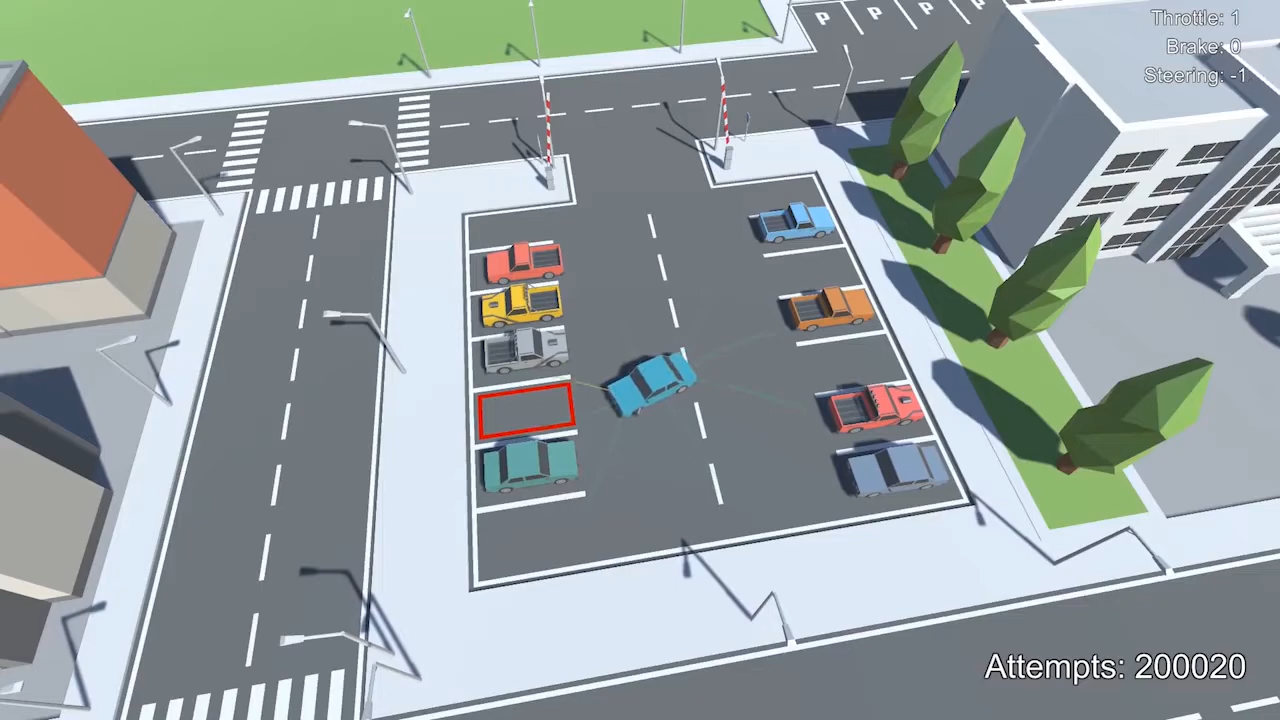 P P P P
Throttle: 1
Brake: 0
Steering: -1
Attempts: 200020